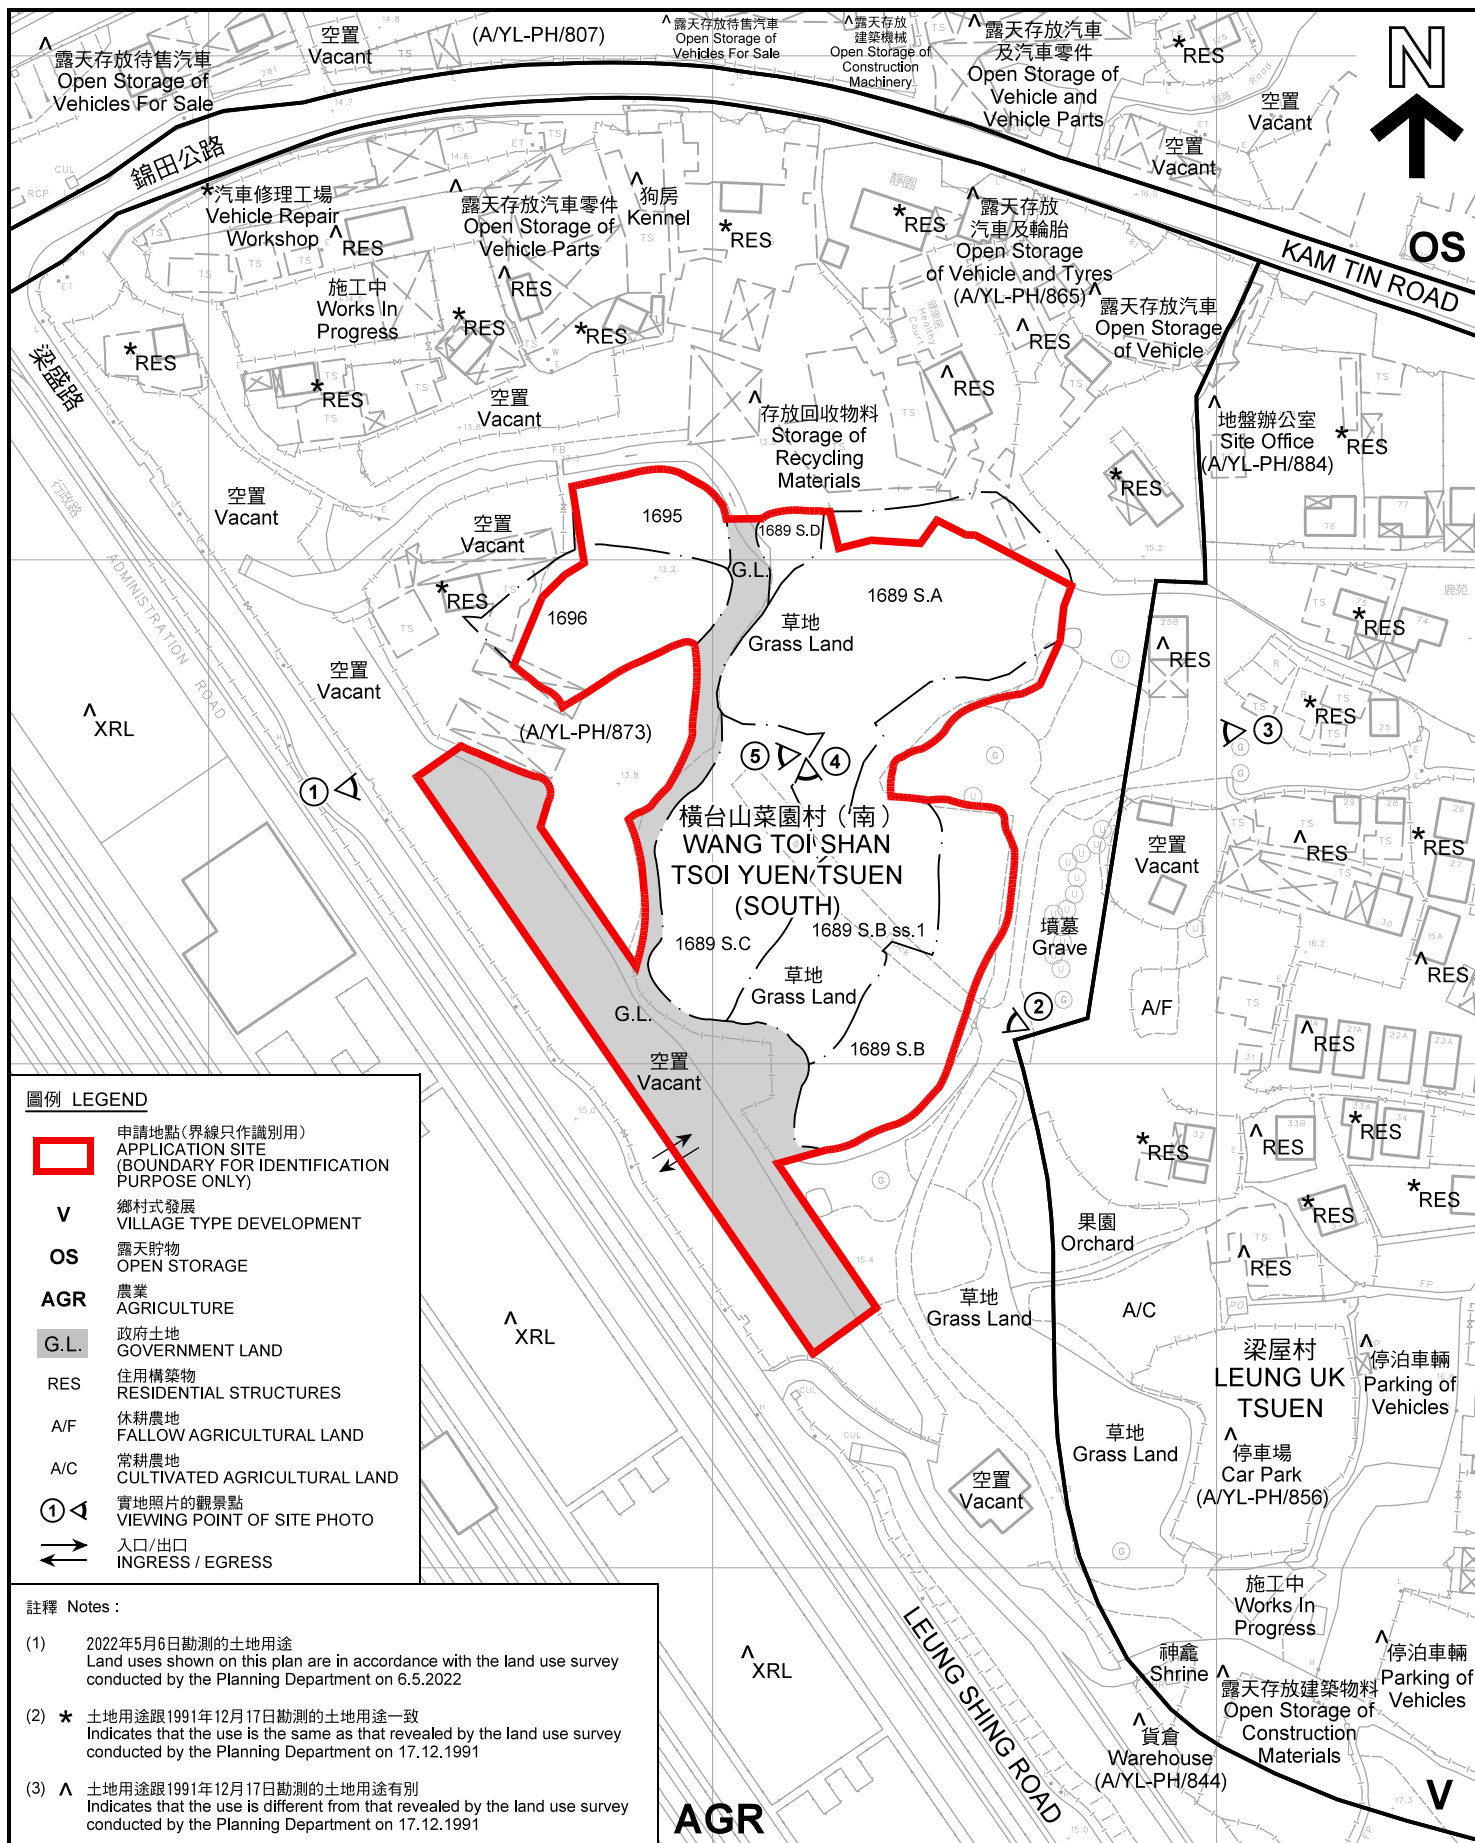 ^ 露天存放待售汽車
Open Storage of
Vehicles For Sale
空置
Vacant
(A/YL-PH/807)
^ 露天存放待售汽車
Open Storage of
Vehicles For Sale
^ 露天存放
建築機械
Open Storage of
Construction
Machinery
^ 露天存放汽車
及汽車零件
Open Storage of
Vehicle and
Vehicle Parts
* RES
空置
Vacant
空置
Vacant
N
錦田公路
KAM TIN ROAD
OS
* 汽車修理工場
Vehicle Repair
Workshop
^ RES
^ 露天存放汽車零件
Open Storage of
Vehicle Parts
^ 狗房
Kennel
* RES
靜園
* RES
^ 露天存放
汽車及輪胎
Open Storage
of Vehicle and Tyres
(A/YL-PH/865)
^ 露天存放汽車
Open Storage
of Vehicle
施工中
Works In
Progress
^ RES
* RES
* RES
^ RES
梁盛路
* RES
* RES
空置
Vacant
^ RES
Healthy
Court
^ 存放回收物料
Storage of
Recycling
Materials
^ 地盤辦公室
Site Office
(A/YL-PH/884)
* RES
* RES
空置
Vacant
空置
Vacant
* RES
行政路
ADMINISTRATION ROAD
1695
1689 S.D
G.L.
1696
1689 S.A
草地
Grass Land
鹿苑
* RES
^ RES
空置
Vacant
^ XRL
(A/YL-PH/873)
* RES
①
⑤
④
③
橫台山菜園村（南）
WANG TOI SHAN
TSOI YUEN TSUEN
(SOUTH)
空置
Vacant
^ RES
* RES
1689 S.C
1689 S.B ss.1
墳墓
Grave
^ RES
草地
Grass Land
G.L.
②
A/F
1689 S.B
^ RES
空置
Vacant
* RES
^ RES
* RES
* RES
* RES
果園
Orchard
^ RES
草地
Grass Land
A/C
^ XRL
梁屋村
LEUNG UK
TSUEN
^ 停泊車輛
Parking of
Vehicles
草地
Grass Land
^ 停車場
Car Park
(A/YL-PH/856)
空置
Vacant
施工中
Works In
Progress
神龕
Shrine
^ 停泊車輛
Parking of
Vehicles
^ 露天存放建築物料
Open Storage of
Construction
Materials
^ XRL
LEUNG SHING ROAD
^ 貨倉
Warehouse
(A/YL-PH/844)
AGR
V
圖例 LEGEND
申請地點(界線只作識別用)
APPLICATION SITE
(BOUNDARY FOR IDENTIFICATION
PURPOSE ONLY)
V 鄉村式發展
VILLAGE TYPE DEVELOPMENT
OS 露天貯物
OPEN STORAGE
AGR 農業
AGRICULTURE
G.L. 政府土地
GOVERNMENT LAND
RES 住用構築物
RESIDENTIAL STRUCTURES
A/F 休耕農地
FALLOW AGRICULTURAL LAND
A/C 常耕農地
CULTIVATED AGRICULTURAL LAND
① 實地照片的觀景點
VIEWING POINT OF SITE PHOTO
入口/出口
INGRESS / EGRESS
註釋 Notes :
(1) 2022年5月6日勘測的土地用途
Land uses shown on this plan are in accordance with the land use survey
conducted by the Planning Department on 6.5.2022
(2) * 土地用途跟1991年12月17日勘測的土地用途一致
Indicates that the use is the same as that revealed by the land use survey
conducted by the Planning Department on 17.12.1991
(3) ^ 土地用途跟1991年12月17日勘測的土地用途有別
Indicates that the use is different from that revealed by the land use survey
conducted by the Planning Department on 17.12.1991